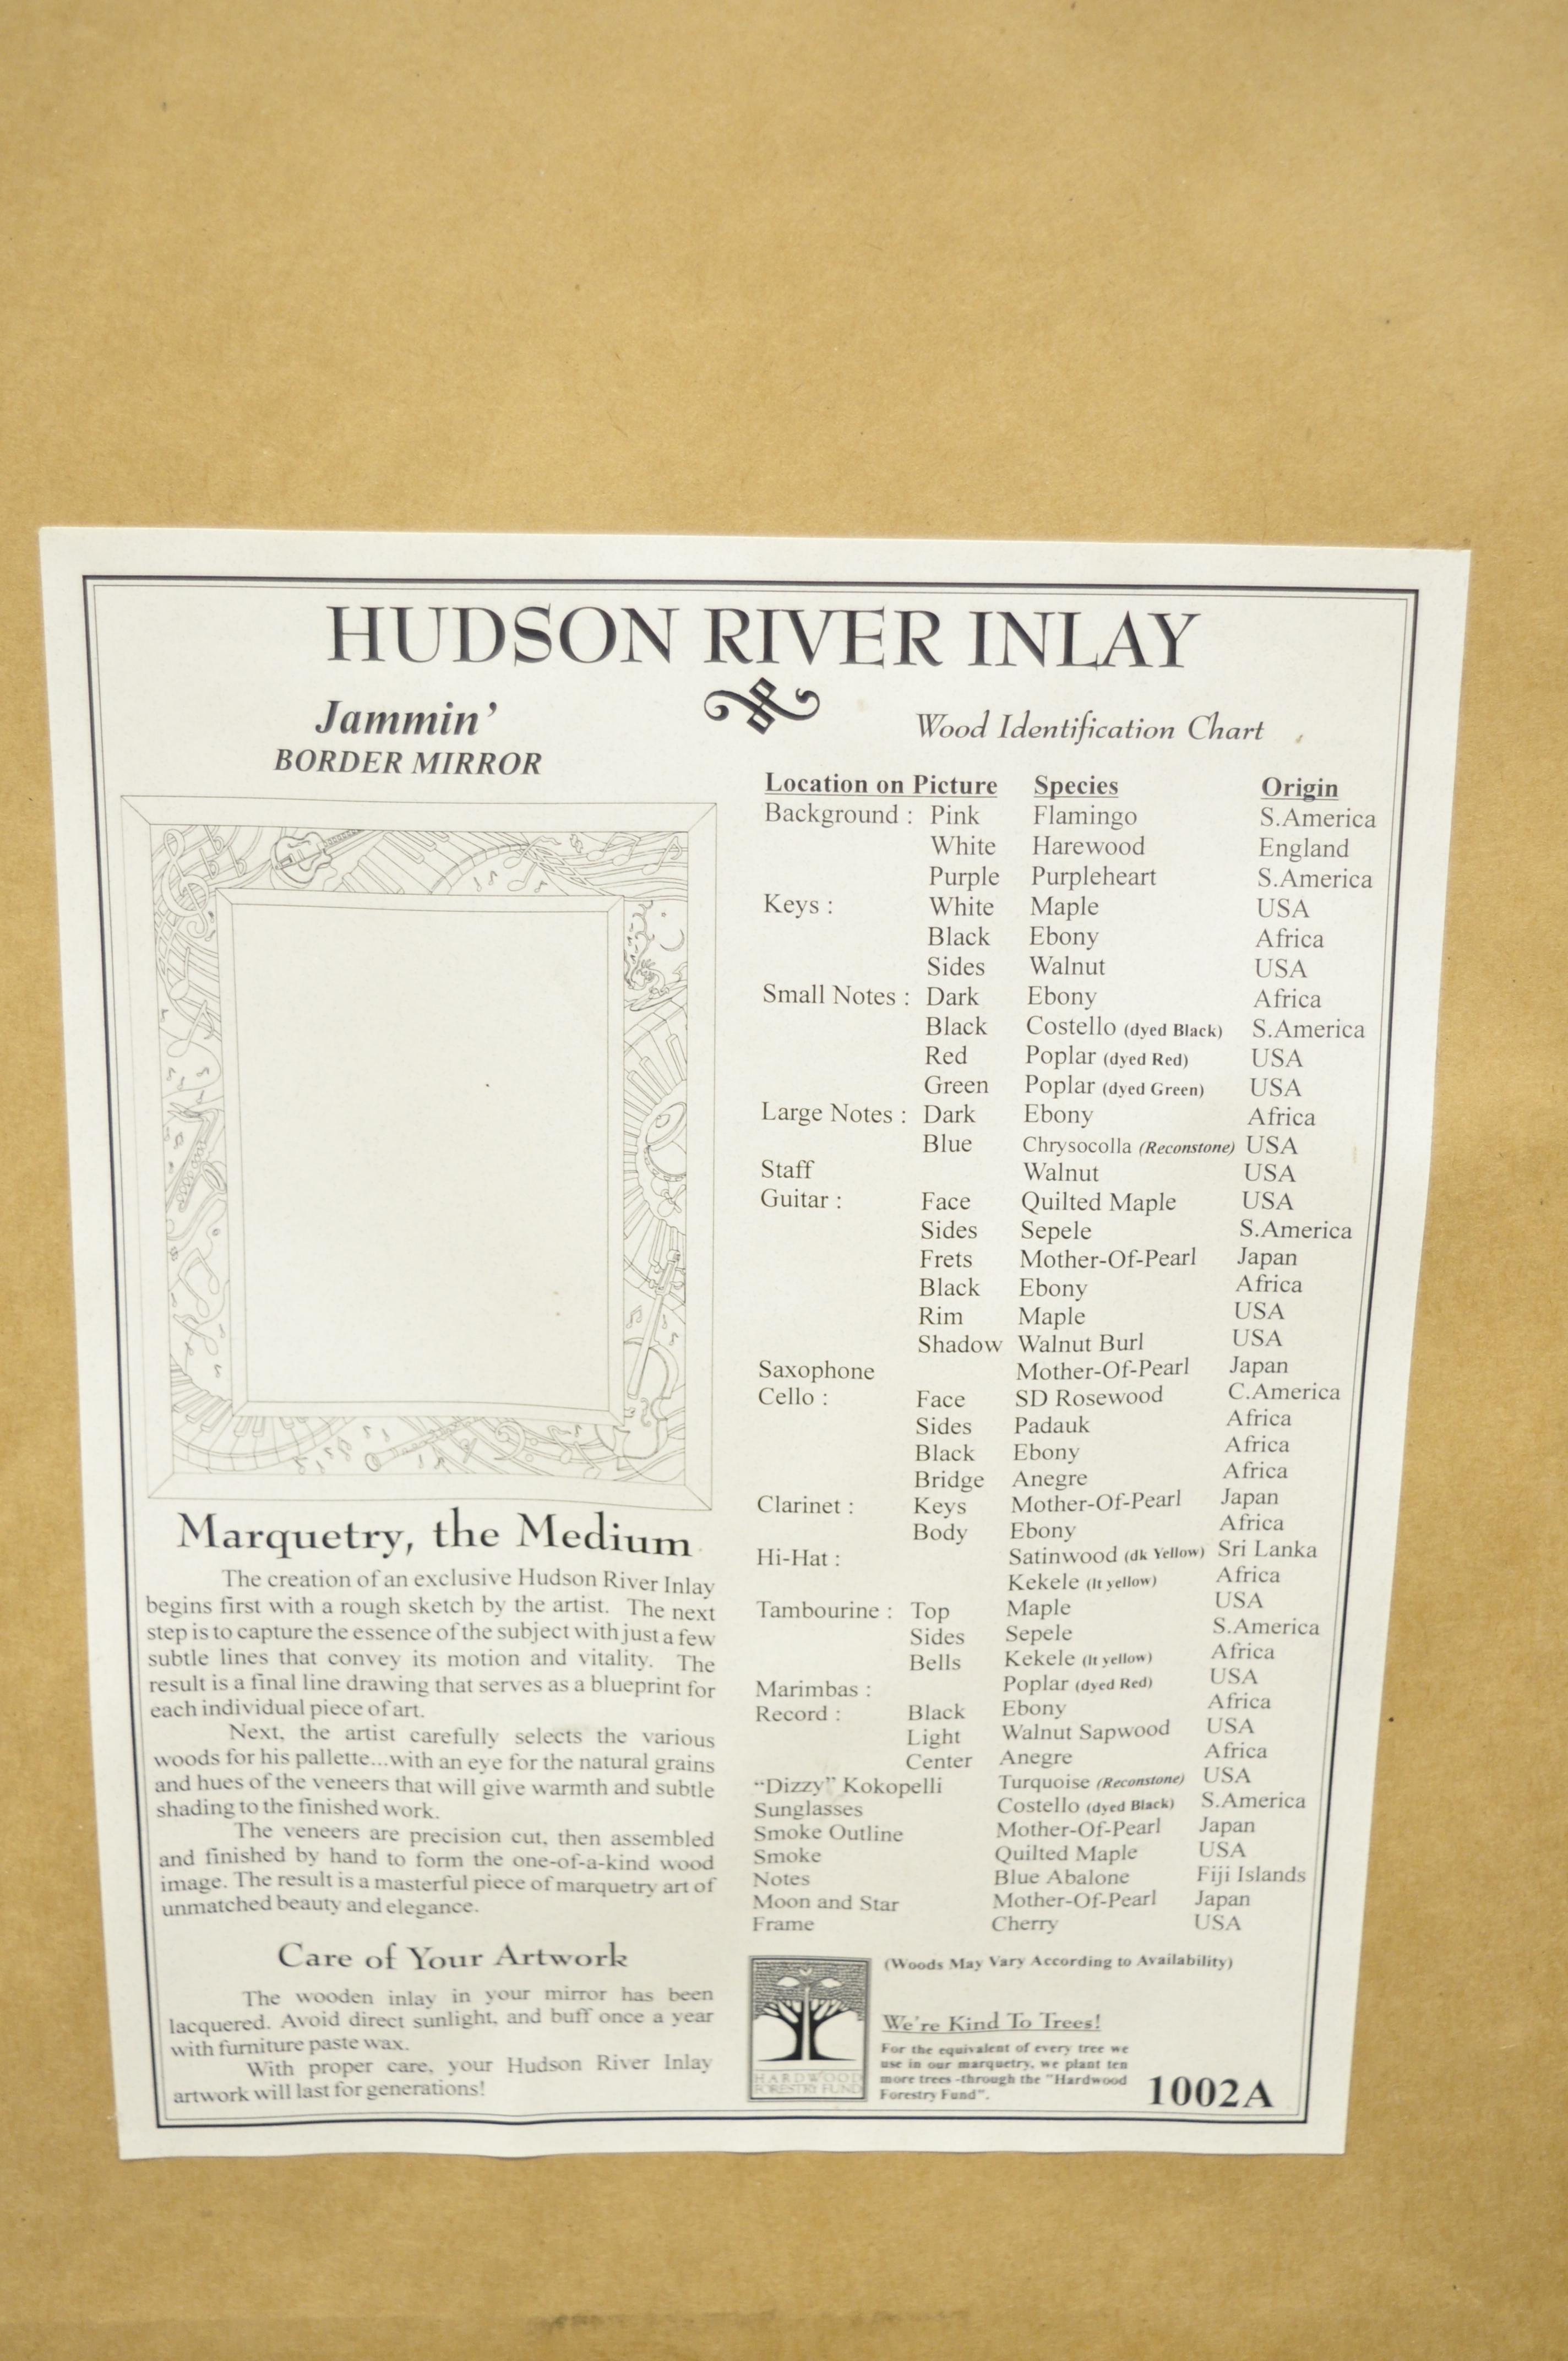 HUDSON RIVER INLAY
Jammin'
BORDER MIRROR
Marquetry, the Medium
The creation of an exclusive Hudson River Inlay
begins first with a rough sketch by the artist. The next
step is to capture the essence of the subject with just a few
subtle lines that convey its motion and vitality. The
result is a final line drawing that serves as a blueprint for
each individual piece of art.
Next, the artist carefully selects the various
woods for his pallette...with an eye for the natural grains
and hues of the veneers that will give warmth and subtle
shading to the finished work.
The veneers are precision cut, then assembled
and finished by hand to form the one-of-a-kind wood
image. The result is a masterful piece of marquetry art of
unmatched beauty and elegance.
Care of Your Artwork
The wooden inlay in your mirror has been
lacquered. Avoid direct sunlight, and buff once a year
with furniture paste wax.
With proper care, your Hudson River Inlay
artwork will last for generations!
Wood Identification Chart
Location on Picture Species Origin
Background : Pink Flamingo S.America
White Harewood England
Purple Purpleheart S.America
Keys : White Maple USA
Black Ebony Africa
Sides Walnut USA
Small Notes : Dark Ebony Africa
Black Costello (dyed Black) S.America
Red Poplar (dyed Red) USA
Green Poplar (dyed Green) USA
Large Notes : Dark Ebony Africa
Blue Chrysocolla (Reconstone) USA
Staff Walnut USA
Guitar : Face Quilted Maple USA
Sides Sepele S.America
Frets Mother-Of-Pearl Japan
Black Ebony Africa
Rim Maple USA
Shadow Walnut Burl USA
Saxophone Mother-Of-Pearl Japan
Cello : Face SD Rosewood C.America
Sides Padauk Africa
Black Ebony Africa
Bridge Anegre Africa
Clarinet : Keys Mother-Of-Pearl Japan
Body Ebony Africa
Hi-Hat : Satinwood (dk Yellow) Sri Lanka
Kekele (lt yellow) Africa
Tambourine : Top Maple USA
Sides Sepele S.America
Bells Kekele (lt yellow) Africa
Marimbas : Poplar (dyed Red) USA
Record : Black Ebony Africa
Light Walnut Sapwood USA
Center Anegre Africa
"Dizzy" Kokopelli Turquoise (Reconstone) USA
Sunglasses Costello (dyed Black) S.America
Smoke Outline Mother-Of-Pearl Japan
Smoke Quilted Maple USA
Notes Blue Abalone Fiji Islands
Moon and Star Mother-Of-Pearl Japan
Frame Cherry USA
(Woods May Vary According to Availability)
HARDWOOD
FORESTRY FUND
We're Kind To Trees!
For the equivalent of every tree we
use in our marquetry, we plant ten
more trees -through the "Hardwood
Forestry Fund".
1002A